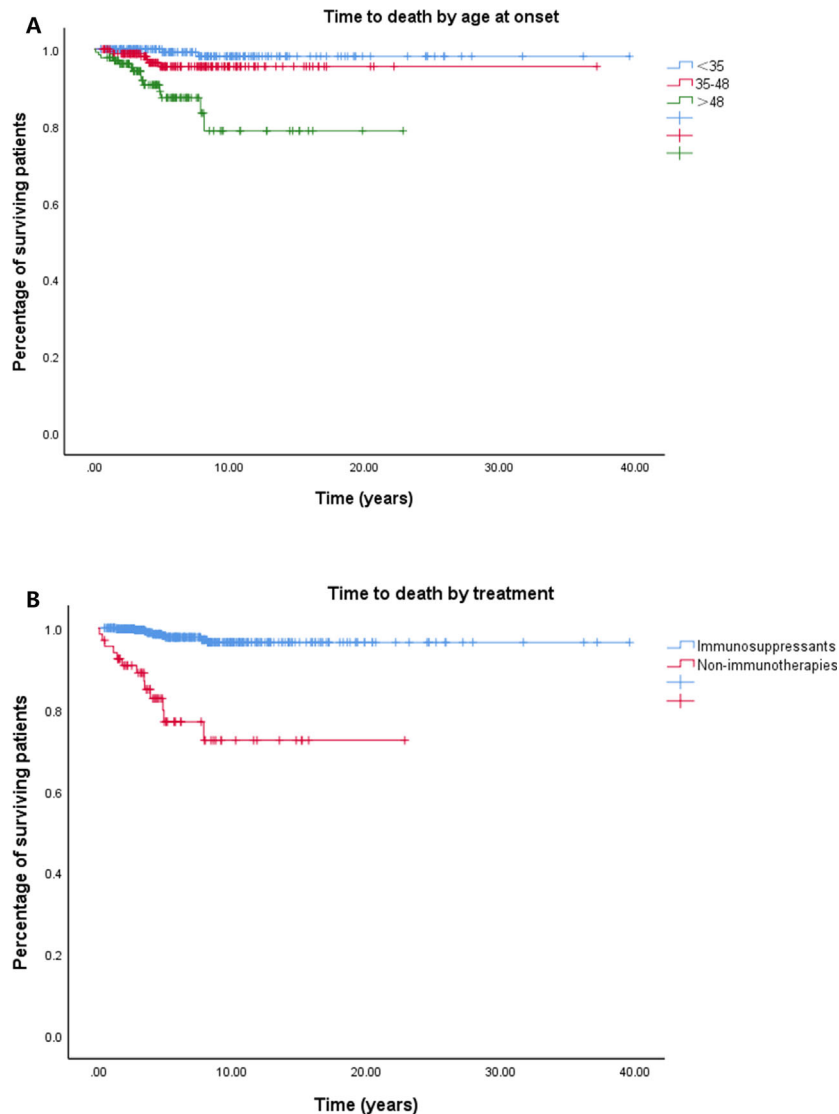 A
Time to death by age at onset
Percentage of surviving patients
1.0
0.8
0.6
0.4
0.2
0.0
.00 10.00 20.00 30.00 40.00
Time (years)
<35
35-48
>48
B
Time to death by treatment
Percentage of surviving patients
1.0
0.8
0.6
0.4
0.2
0.0
.00 10.00 20.00 30.00 40.00
Time (years)
Immunosuppressants
Non-immunotherapies